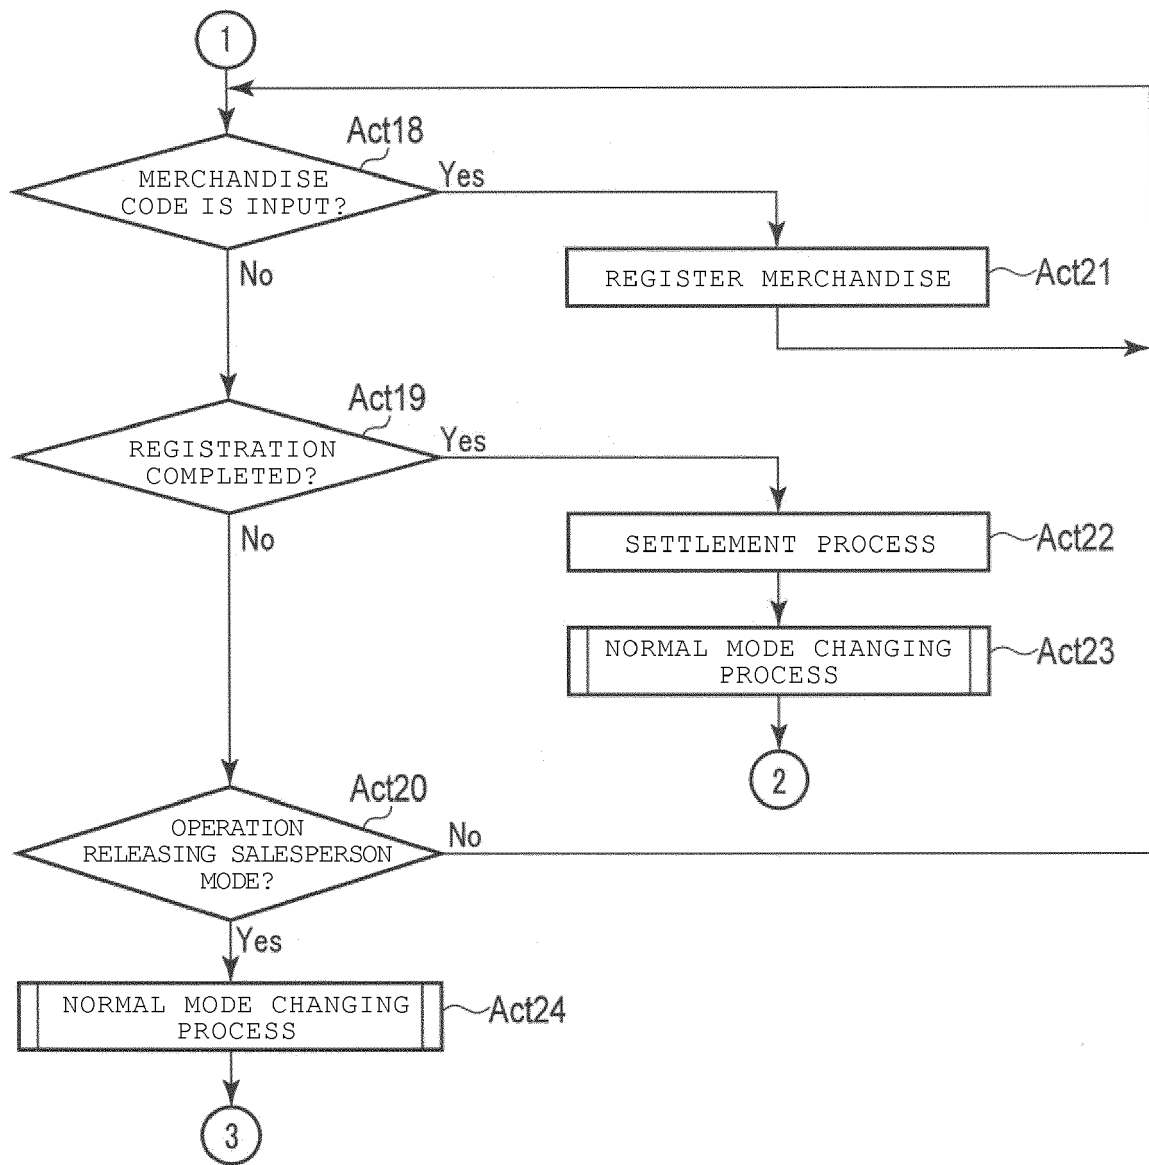 1
Act18
MERCHANDISE
CODE IS INPUT?
Yes
No
REGISTER MERCHANDISE
Act21
Act19
REGISTRATION
COMPLETED?
Yes
No
SETTLEMENT PROCESS
Act22
NORMAL MODE CHANGING
PROCESS
Act23
2
Act20
OPERATION
RELEASING SALESPERSON
MODE?
No
Yes
NORMAL MODE CHANGING
PROCESS
Act24
3